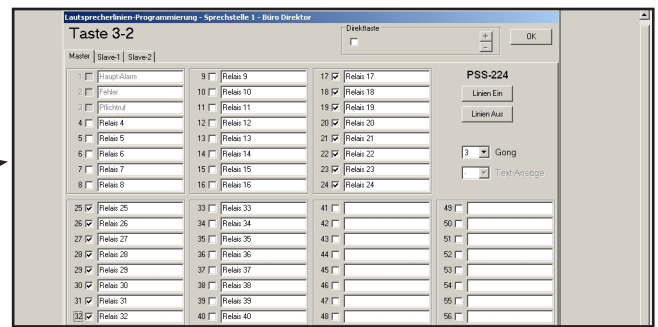 Lautsprecherlinien-Programmierung - Sprechstelle 1 - Büro Direktor
Taste 3-2
Direkttaste
+
-
OK
Master Slave-1 Slave-2
1 Haupt-Alarm
2 Fehler
3 Pflichtruf
4 Relais 4
5 Relais 5
6 Relais 6
7 Relais 7
8 Relais 8
9 Relais 9
10 Relais 10
11 Relais 11
12 Relais 12
13 Relais 13
14 Relais 14
15 Relais 15
16 Relais 16
17 Relais 17
18 Relais 18
19 Relais 19
20 Relais 20
21 Relais 21
22 Relais 22
23 Relais 23
24 Relais 24
PSS-224
Linien Ein
Linien Aus
3 Gong
- Text-Ansage
25 Relais 25
26 Relais 26
27 Relais 27
28 Relais 28
29 Relais 29
30 Relais 30
31 Relais 31
32 Relais 32
33 Relais 33
34 Relais 34
35 Relais 35
36 Relais 36
37 Relais 37
38 Relais 38
39 Relais 39
40 Relais 40
41
42
43
44
45
46
47
48
49
50
51
52
53
54
55
56